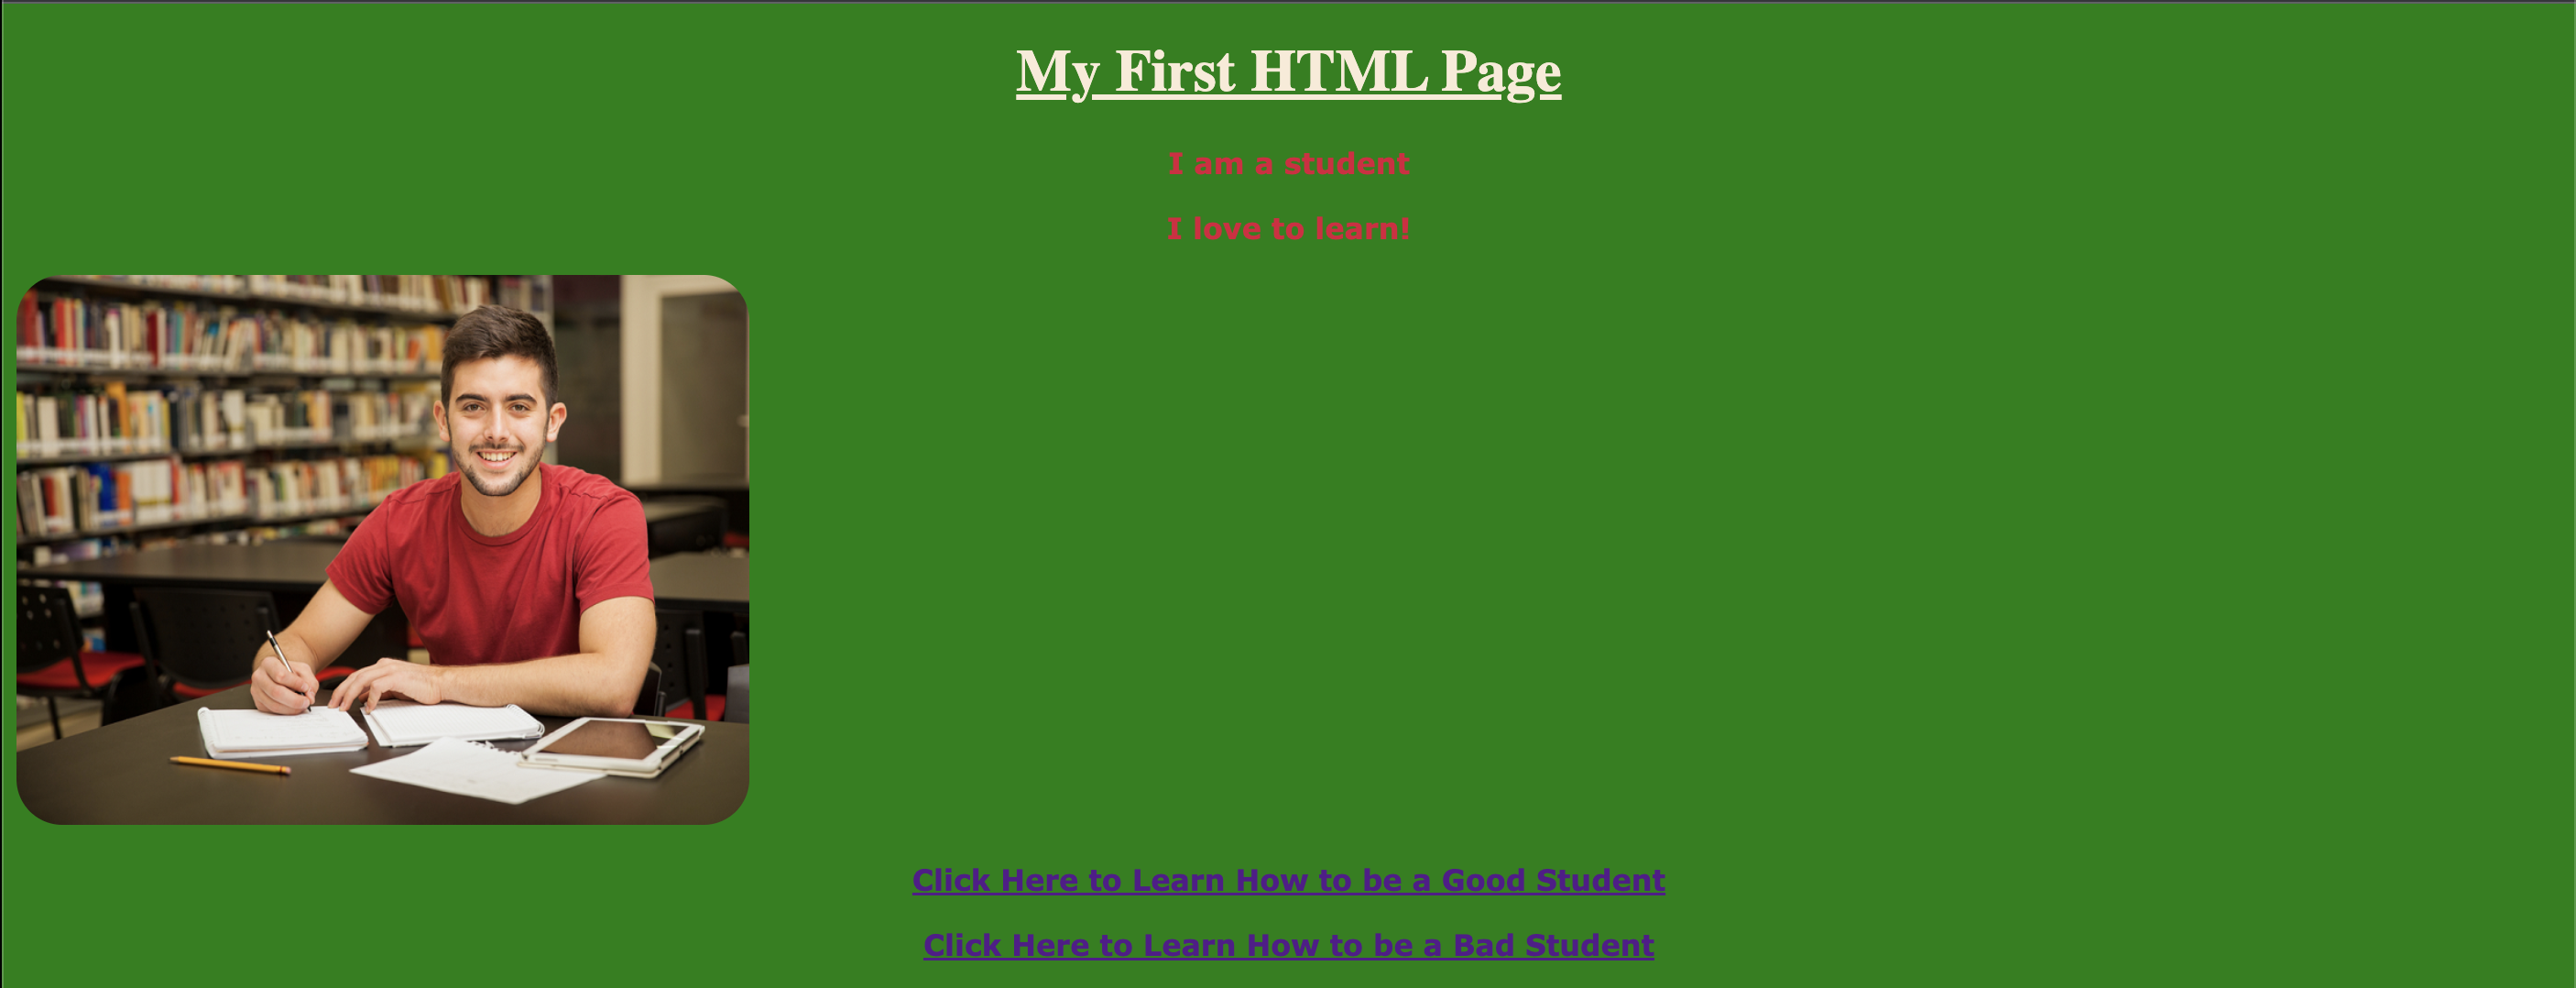 My First HTML Page
I am a student
I love to learn!
Click Here to Learn How to be a Good Student
Click Here to Learn How to be a Bad Student